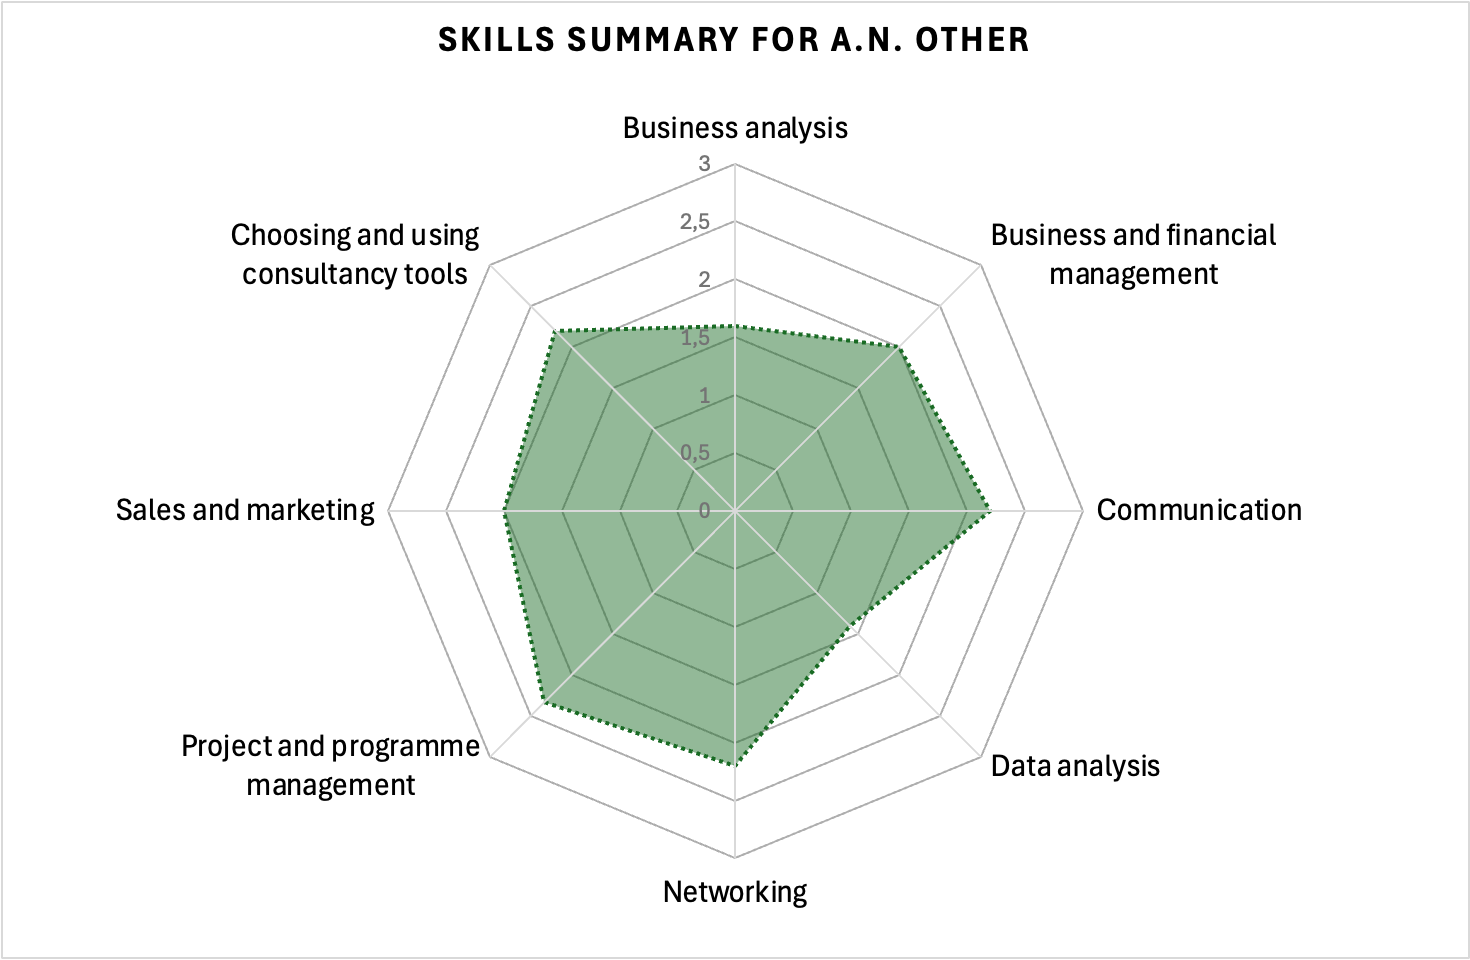 SKILLS SUMMARY FOR A.N. OTHER
Business analysis
3
2,5
2
1,5
1
0,5
0
Business and financial
management
Communication
Data analysis
Networking
Project and programme
management
Sales and marketing
Choosing and using
consultancy tools